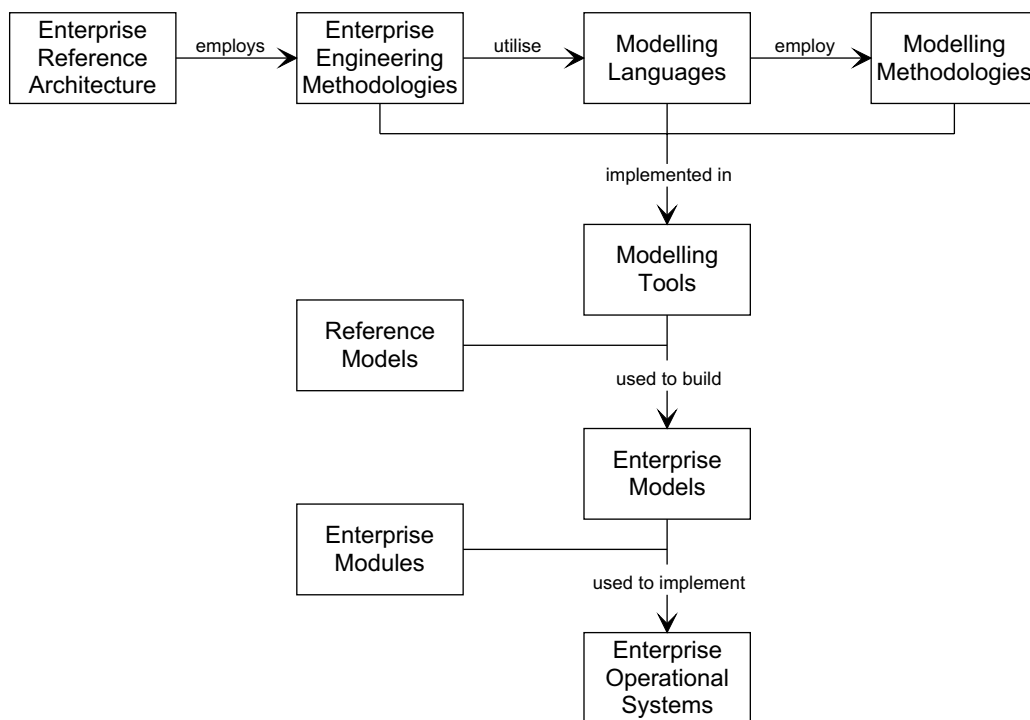 Enterprise
Reference
Architecture
employs
Enterprise
Engineering
Methodologies
utilise
Modelling
Languages
employ
Modelling
Methodologies
implemented in
Modelling
Tools
Reference
Models
used to build
Enterprise
Models
Enterprise
Modules
used to implement
Enterprise
Operational
Systems